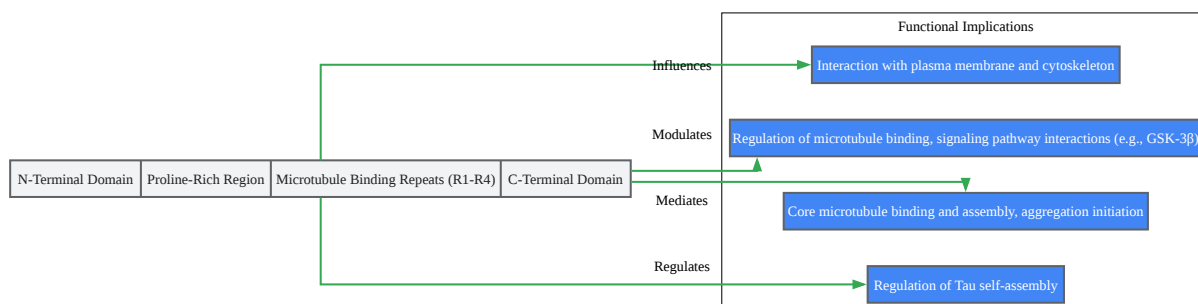 Functional Implications
Influences
Interaction with plasma membrane and cytoskeleton
Modulates
Regulation of microtubule binding, signaling pathway interactions (e.g., GSK-3β)
N-Terminal Domain
Proline-Rich Region
Microtubule Binding Repeats (R1-R4)
C-Terminal Domain
Mediates
Core microtubule binding and assembly, aggregation initiation
Regulates
Regulation of Tau self-assembly